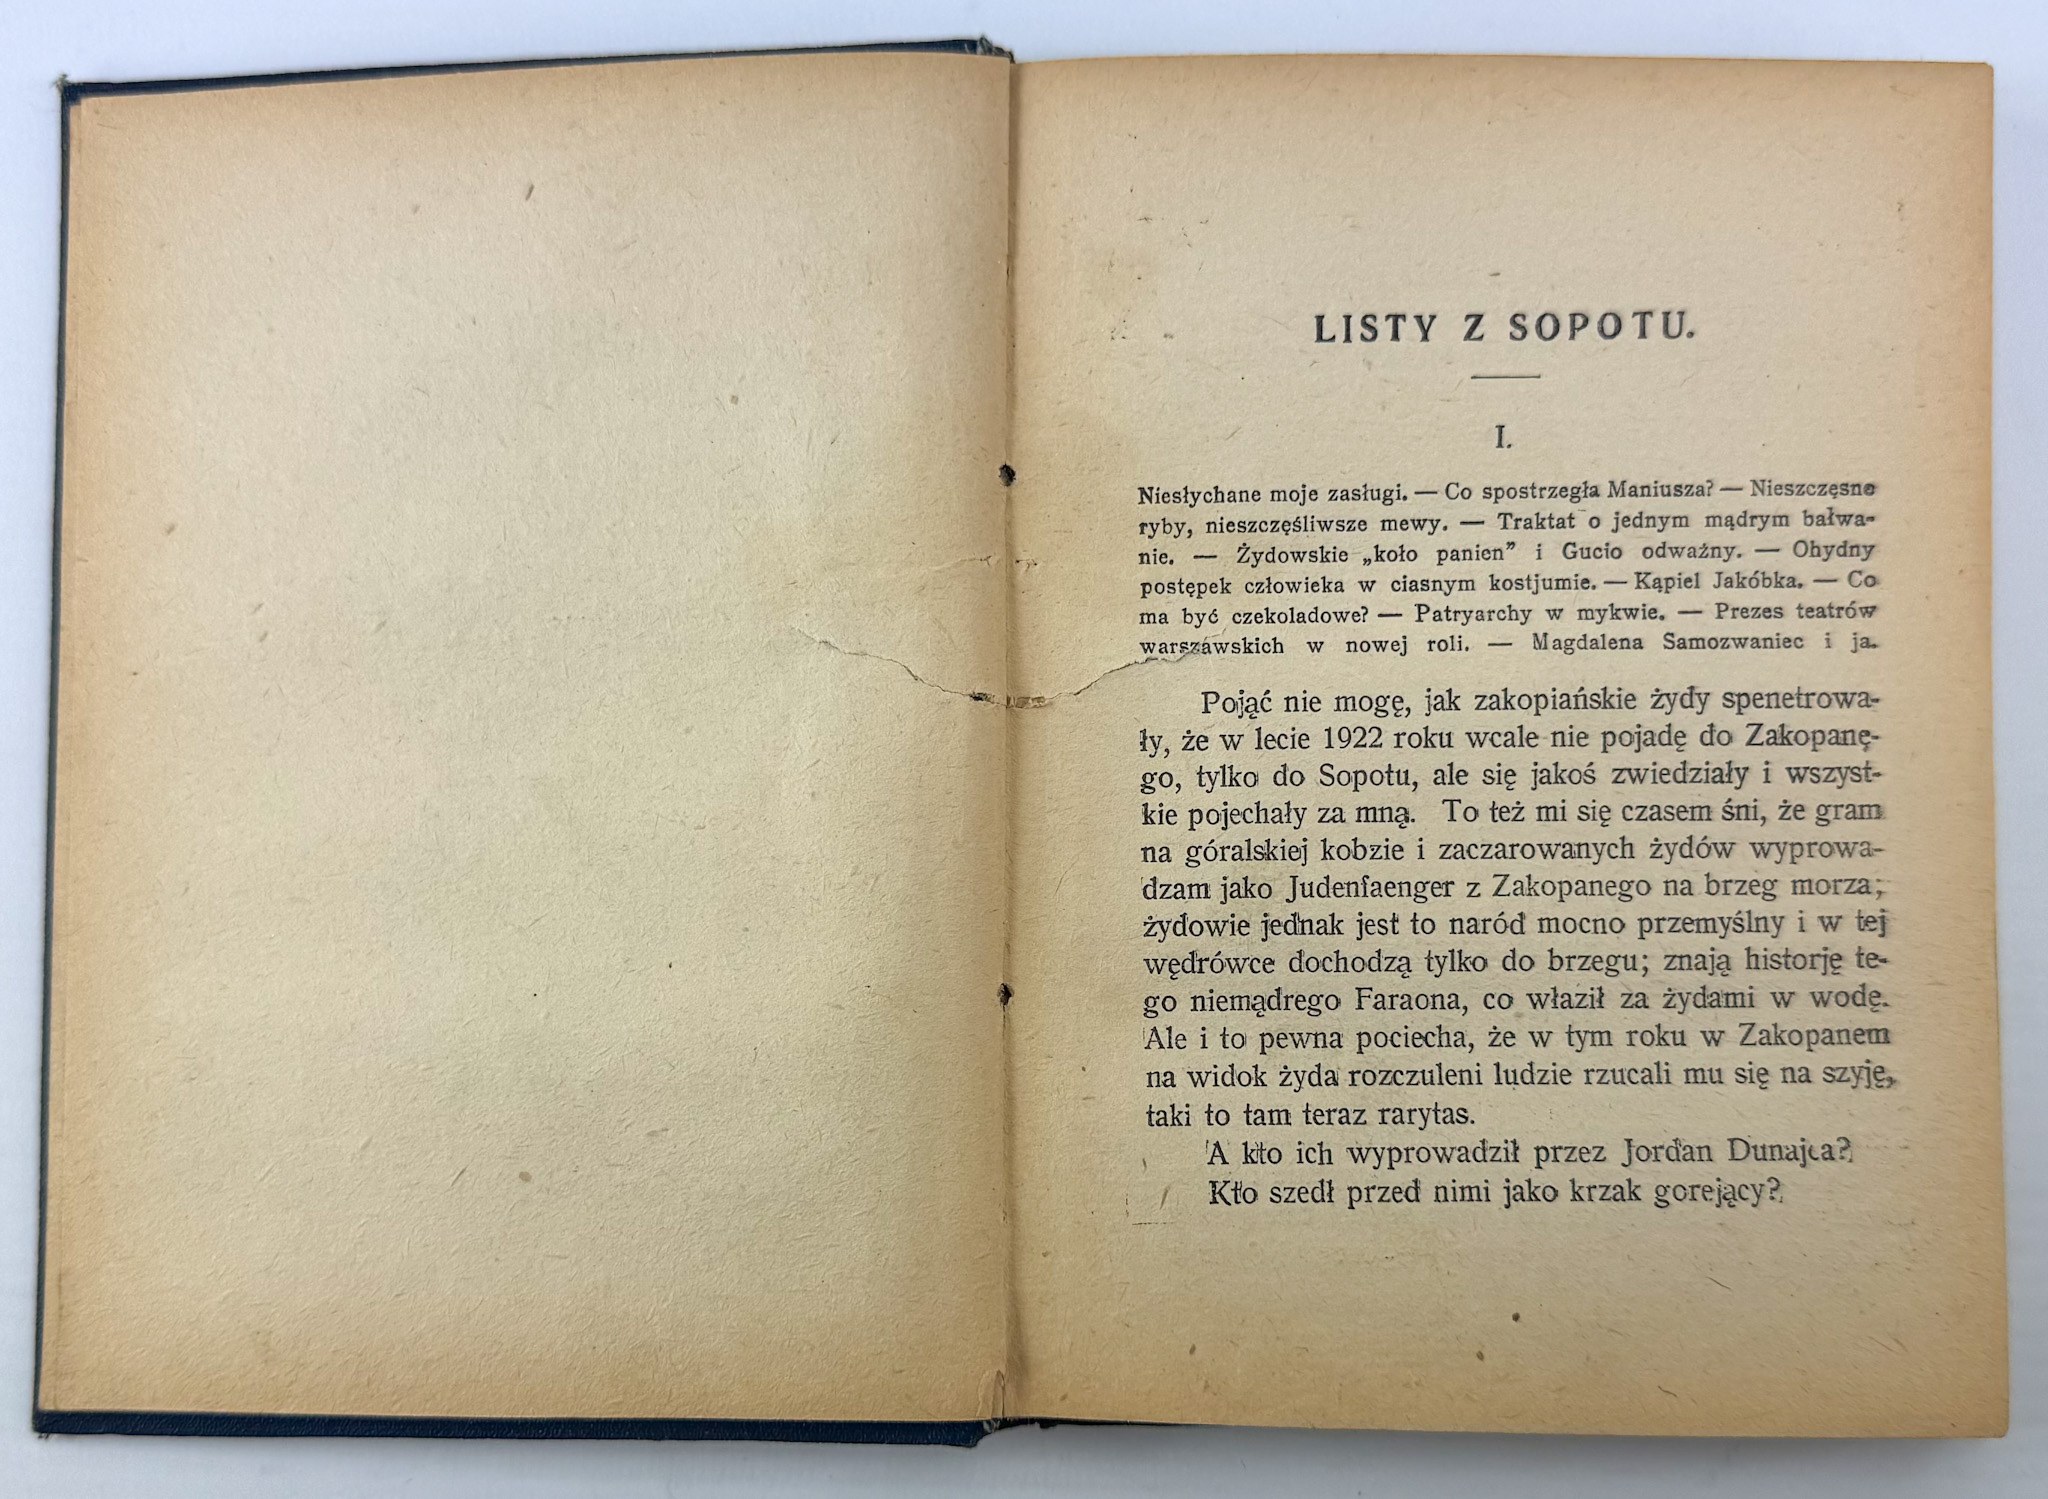 LISTY Z SOPOTU.
I.
Niesłychane moje zasługi. — Co spostrzegła Maniusza? — Nieszczęsne
ryby, nieszczęśliwsze mewy. — Traktat o jednym mądrym bałwa-
nie. — Żydowskie „koło panien” i Gucio odważny. — Ohydny
postępek człowieka w ciasnym kostjumie. — Kąpiel Jakóbka. — Co
ma być czekoladowe? — Patryarchy w mykwie. — Prezes teatrów
warszawskich w nowej roli. — Magdalena Samozwaniec i ja.
Pojąć nie mogę, jak zakopiańskie żydy spenetrowa-
ły, że w lecie 1922 roku wcale nie pojadę do Zakopane-
go, tylko do Sopotu, ale się jakoś zwiedziały i wszyst-
kie pojechały za mną. To też mi się czasem śni, że gram
na góralskiej kobzie i zaczarowanych żydów wyprowa-
dzam jako Judenfaenger z Zakopanego na brzeg morza;
żydowie jednak jest to naród mocno przemyślny i w tej
wędrówce dochodzą tylko do brzegu; znają historję te-
go niemądrego Faraona, co właził za żydami w wodę.
Ale i to pewna pociecha, że w tym roku w Zakopanem
na widok żyda rozczuleni ludzie rzucali mu się na szyję,
taki to tam teraz rarytas.
A kto ich wyprowadził przez Jordan Dunajca?
Kto szedł przed nimi jako krzak gorejący?